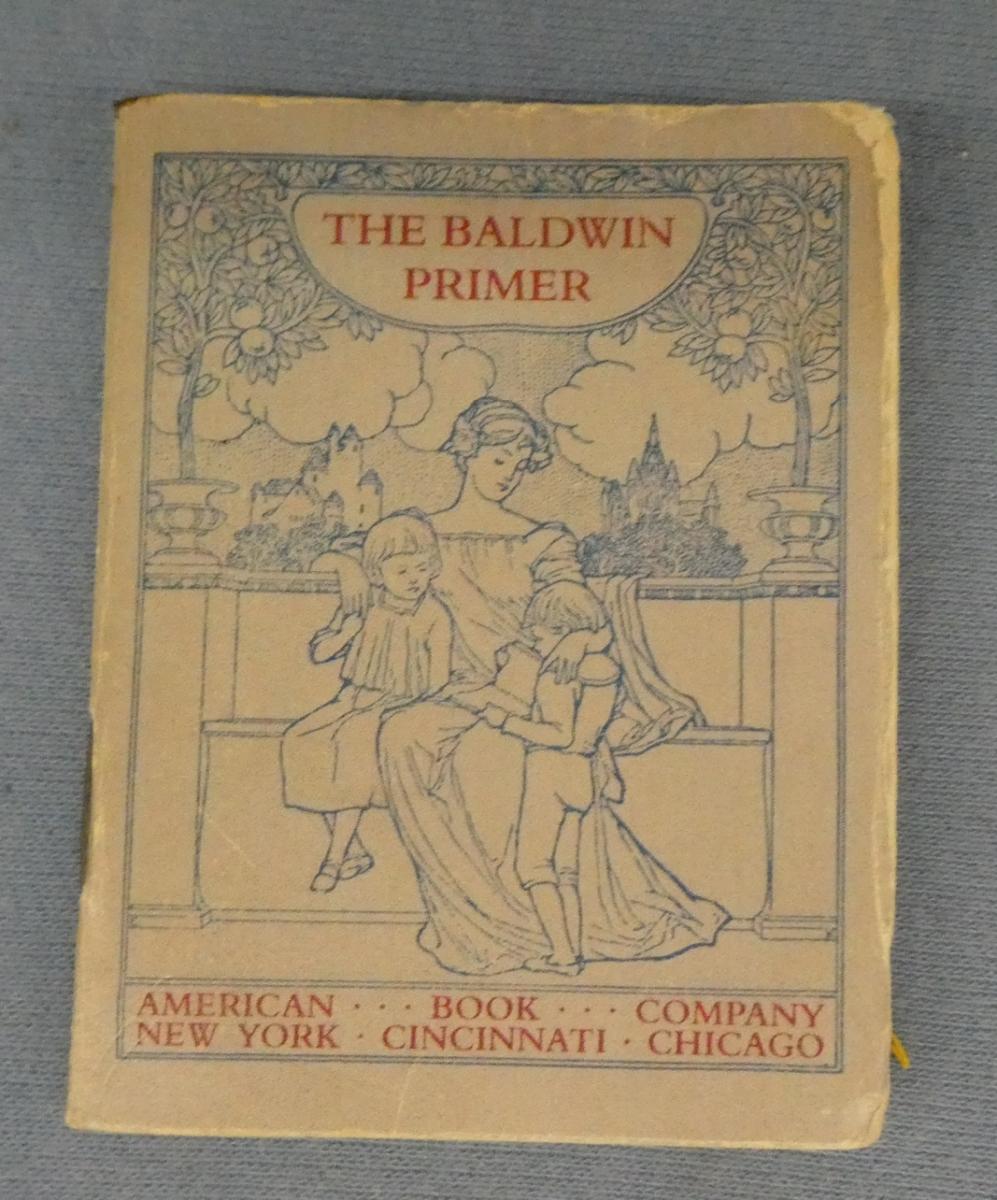 THE BALDWIN
PRIMER
AMERICAN · · · BOOK · · · COMPANY
NEW YORK · CINCINNATI · CHICAGO